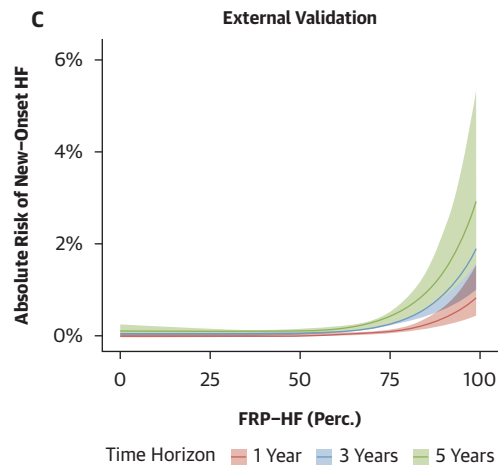 C
External Validation
Absolute Risk of New–Onset HF
6%
4%
2%
0%
0 25 50 75 100
FRP–HF (Perc.)
Time Horizon 1 Year 3 Years 5 Years